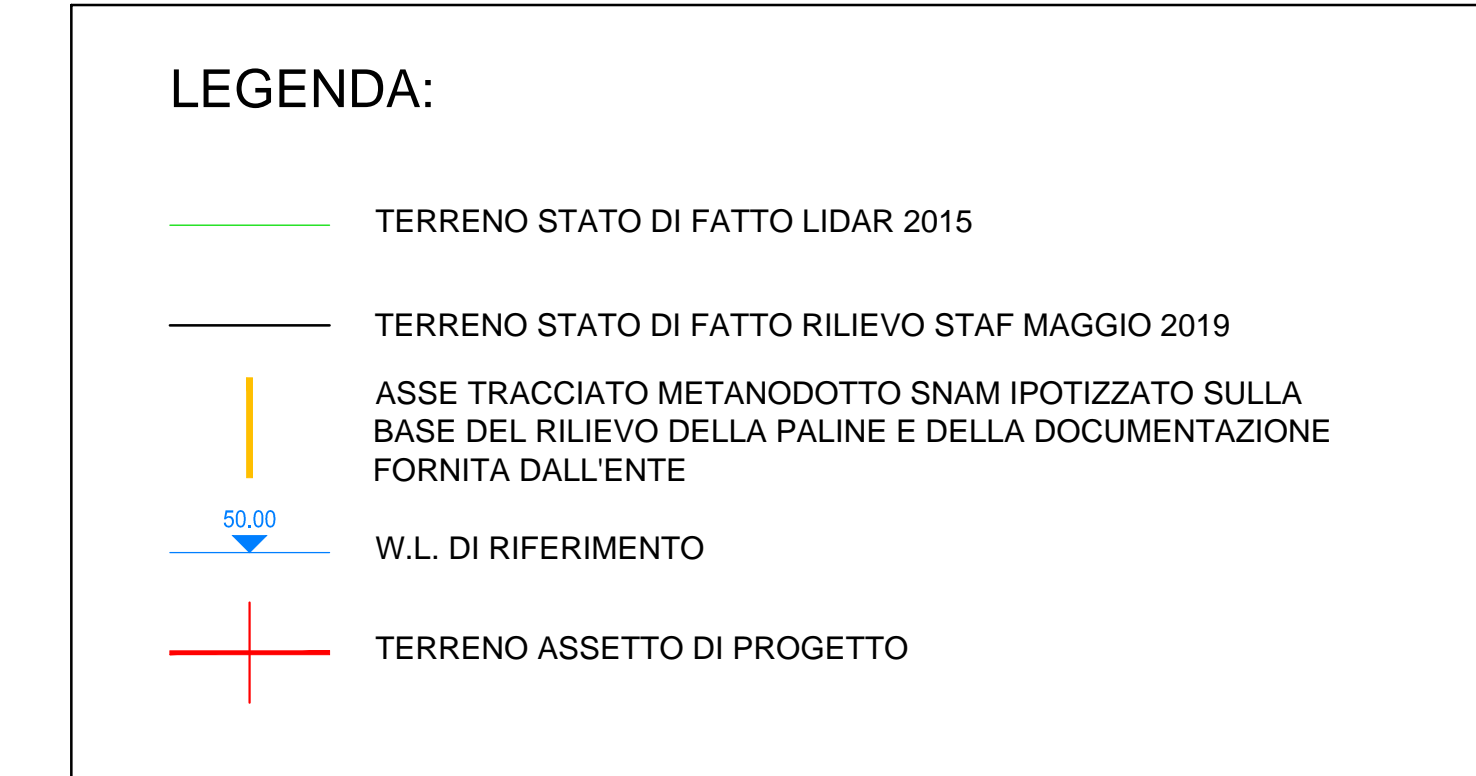 LEGENDA:
TERRENO STATO DI FATTO LIDAR 2015
TERRENO STATO DI FATTO RILIEVO STAF MAGGIO 2019
ASSE TRACCIATO METANODOTTO SNAM IPOTIZZATO SULLA
BASE DEL RILIEVO DELLA PALINE E DELLA DOCUMENTAZIONE
FORNITA DALL'ENTE
50.00
W.L. DI RIFERIMENTO
TERRENO ASSETTO DI PROGETTO